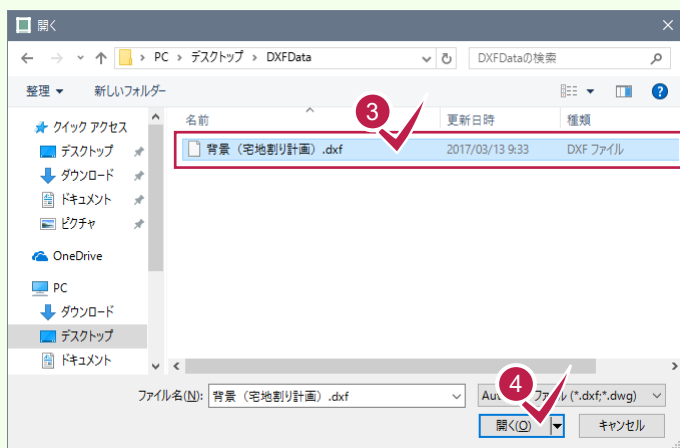 開く
PC › デスクトップ › DXFData
DXFDataの検索
整理
新しいフォルダー
名前
更新日時
種類
3
背景（宅地割り計画）.dxf
2017/03/13 9:33
DXF ファイル
クイック アクセス
デスクトップ
ダウンロード
ドキュメント
ピクチャ
OneDrive
PC
ダウンロード
デスクトップ
ドキュメント
ファイル名(N):
背景（宅地割り計画）.dxf
(*.dxf;*.dwg)
4
開く(O)
キャンセル